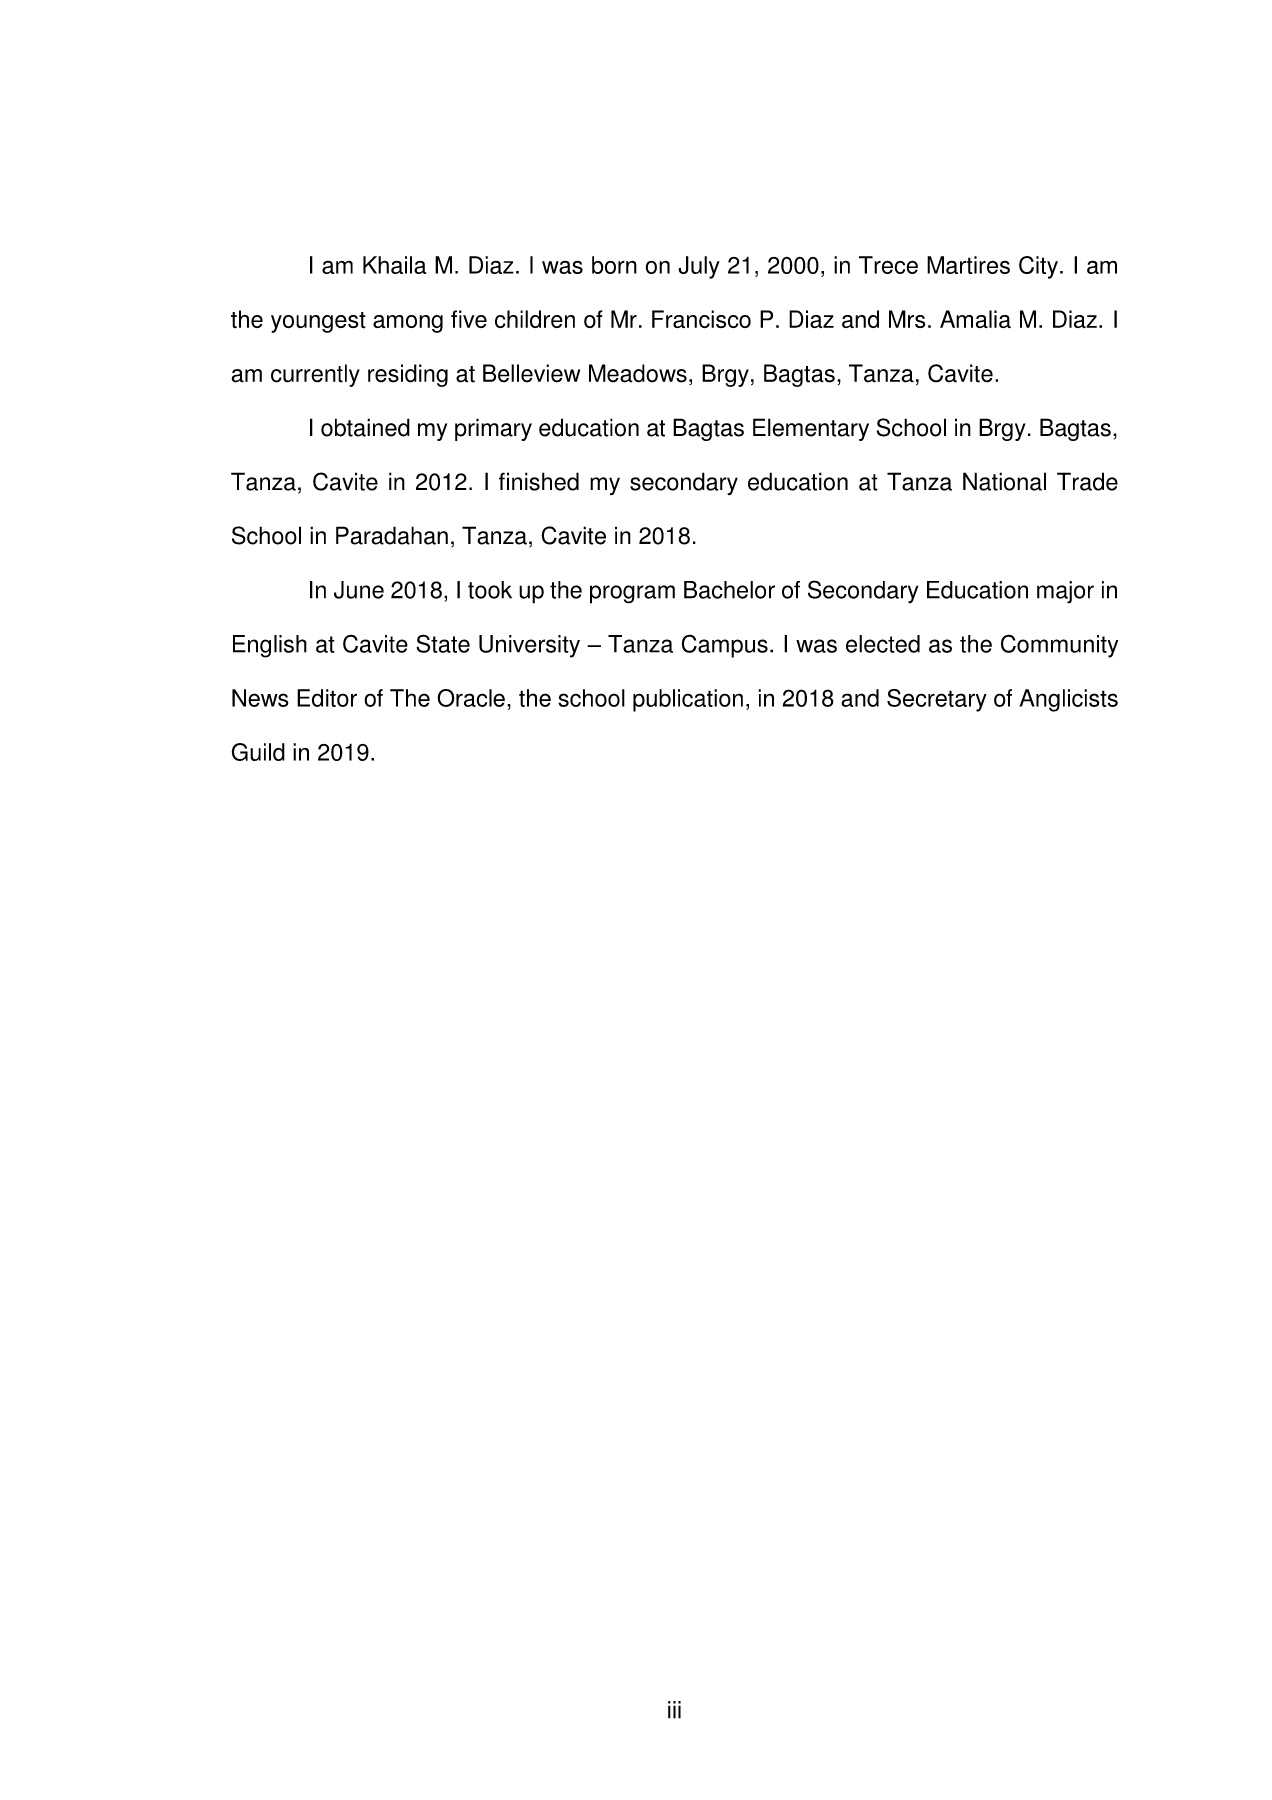 I am Khaila M. Diaz. I was born on July 21, 2000, in Trece Martires City. I am
the youngest among five children of Mr. Francisco P. Diaz and Mrs. Amalia M. Diaz. I
am currently residing at Belleview Meadows, Brgy, Bagtas, Tanza, Cavite.
I obtained my primary education at Bagtas Elementary School in Brgy. Bagtas,
Tanza, Cavite in 2012. I finished my secondary education at Tanza National Trade
School in Paradahan, Tanza, Cavite in 2018.
In June 2018, I took up the program Bachelor of Secondary Education major in
English at Cavite State University – Tanza Campus. I was elected as the Community
News Editor of The Oracle, the school publication, in 2018 and Secretary of Anglicists
Guild in 2019.
iii